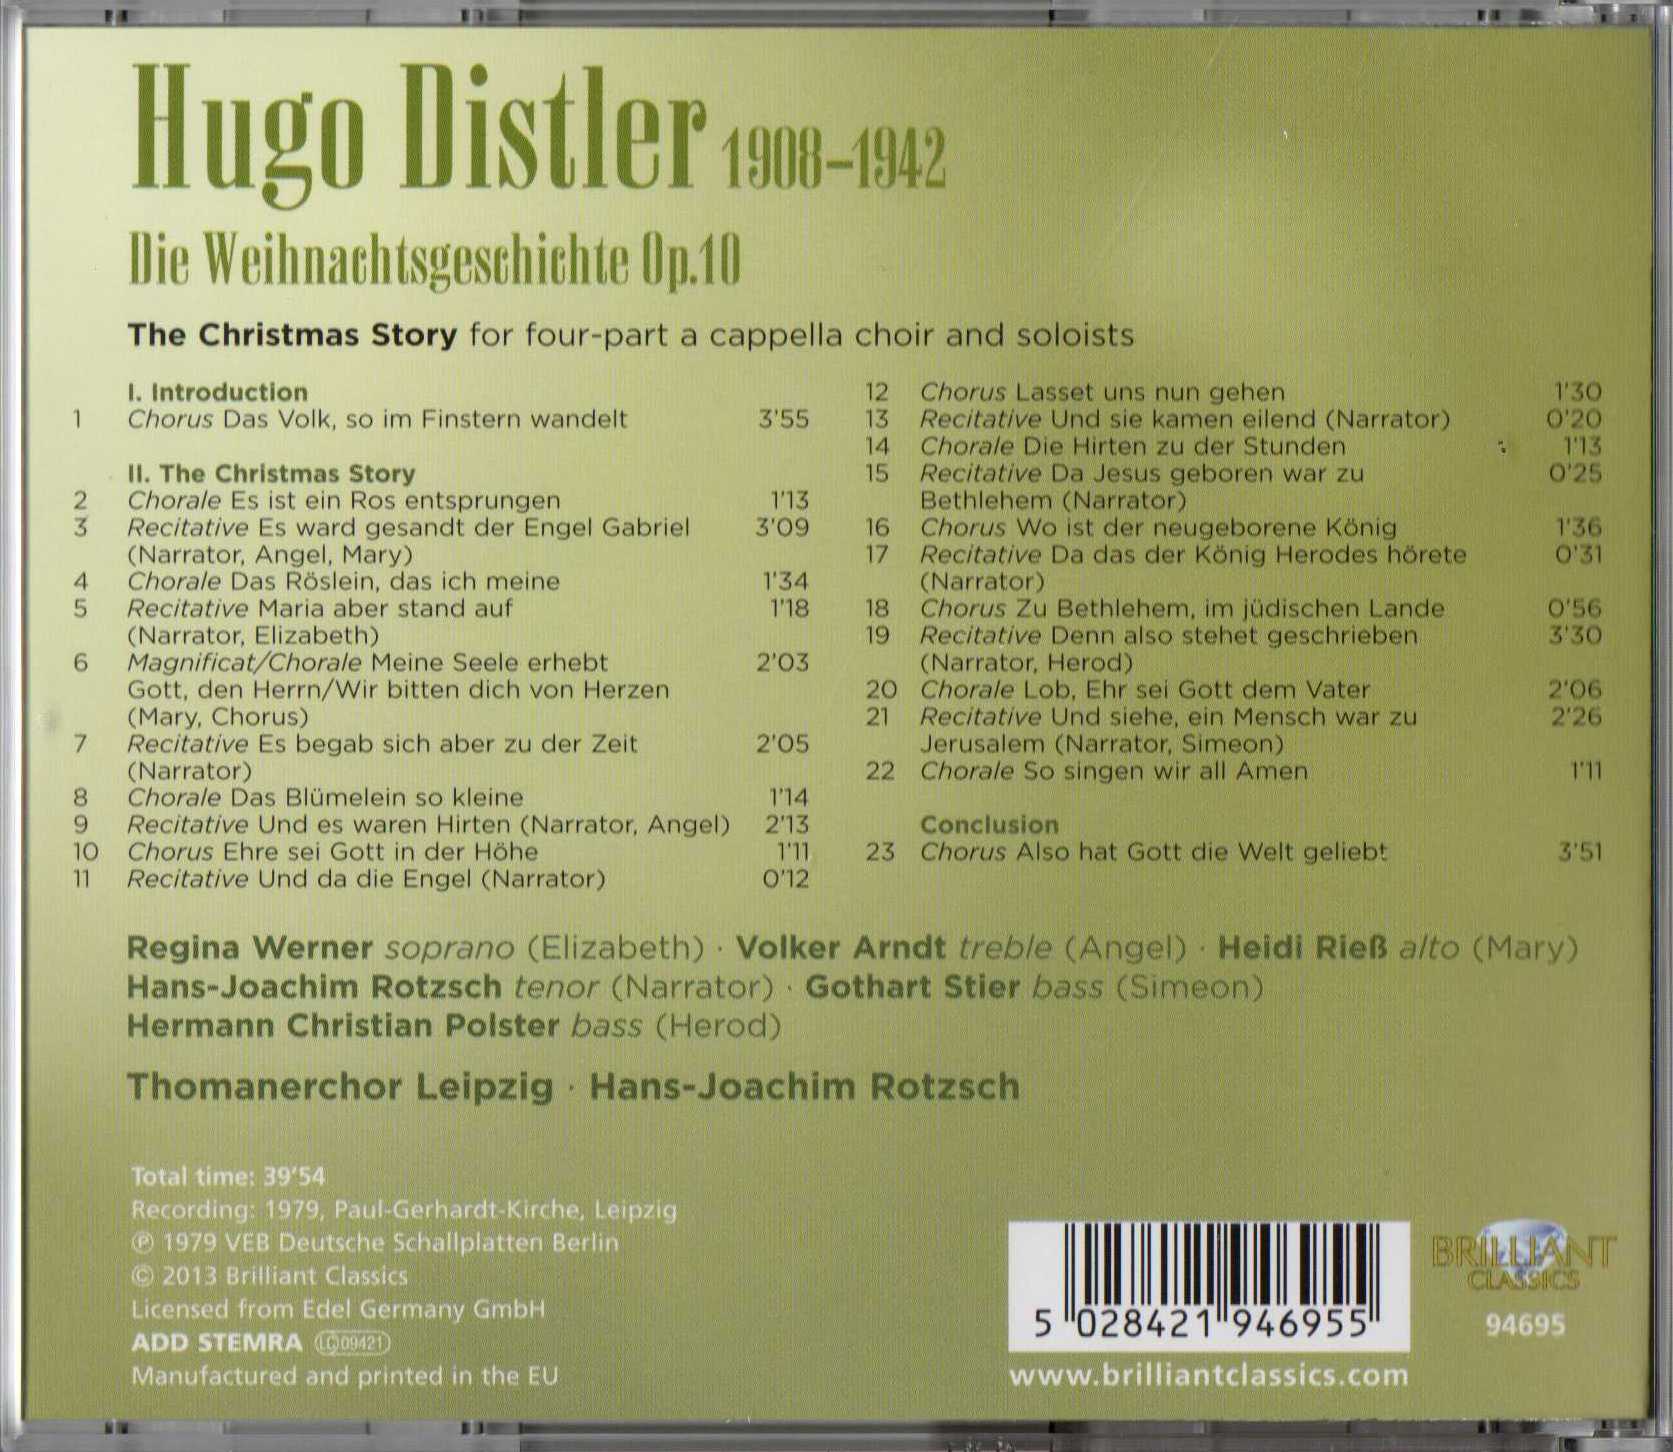 Hugo Distler 1908–1942
Die Weihnachtsgeschichte Op.10
The Christmas Story for four-part a cappella choir and soloists
I. Introduction
1 Chorus Das Volk, so im Finstern wandelt 3'55
II. The Christmas Story
2 Chorale Es ist ein Ros entsprungen 1'13
3 Recitative Es ward gesandt der Engel Gabriel 3'09
(Narrator, Angel, Mary)
4 Chorale Das Röslein, das ich meine 1'34
5 Recitative Maria aber stand auf 1'18
(Narrator, Elizabeth)
6 Magnificat/Chorale Meine Seele erhebt 2'03
Gott, den Herrn/Wir bitten dich von Herzen
(Mary, Chorus)
7 Recitative Es begab sich aber zu der Zeit 2'05
(Narrator)
8 Chorale Das Blümelein so kleine 1'14
9 Recitative Und es waren Hirten (Narrator, Angel) 2'13
10 Chorus Ehre sei Gott in der Höhe 1'11
11 Recitative Und da die Engel (Narrator) 0'12
12 Chorus Lasset uns nun gehen 1'30
13 Recitative Und sie kamen eilend (Narrator) 0'20
14 Chorale Die Hirten zu der Stunden 1'13
15 Recitative Da Jesus geboren war zu 0'25
Bethlehem (Narrator)
16 Chorus Wo ist der neugeborene König 1'36
17 Recitative Da das der König Herodes hörete 0'31
(Narrator)
18 Chorus Zu Bethlehem, im jüdischen Lande 0'56
19 Recitative Denn also stehet geschrieben 3'30
(Narrator, Herod)
20 Chorale Lob, Ehr sei Gott dem Vater 2'06
21 Recitative Und siehe, ein Mensch war zu 2'26
Jerusalem (Narrator, Simeon)
22 Chorale So singen wir all Amen 1'11
Conclusion
23 Chorus Also hat Gott die Welt geliebt 3'51
Regina Werner soprano (Elizabeth) · Volker Arndt treble (Angel) · Heidi Rieß alto (Mary)
Hans-Joachim Rotzsch tenor (Narrator) · Gothart Stier bass (Simeon)
Hermann Christian Polster bass (Herod)
Thomanerchor Leipzig · Hans-Joachim Rotzsch
Total time: 39'54
Recording: 1979, Paul-Gerhardt-Kirche, Leipzig
℗ 1979 VEB Deutsche Schallplatten Berlin
© 2013 Brilliant Classics
Licensed from Edel Germany GmbH
ADD STEMRA LC 09421
Manufactured and printed in the EU
5 028421 946955
www.brilliantclassics.com
BRILLIANT
CLASSICS
94695